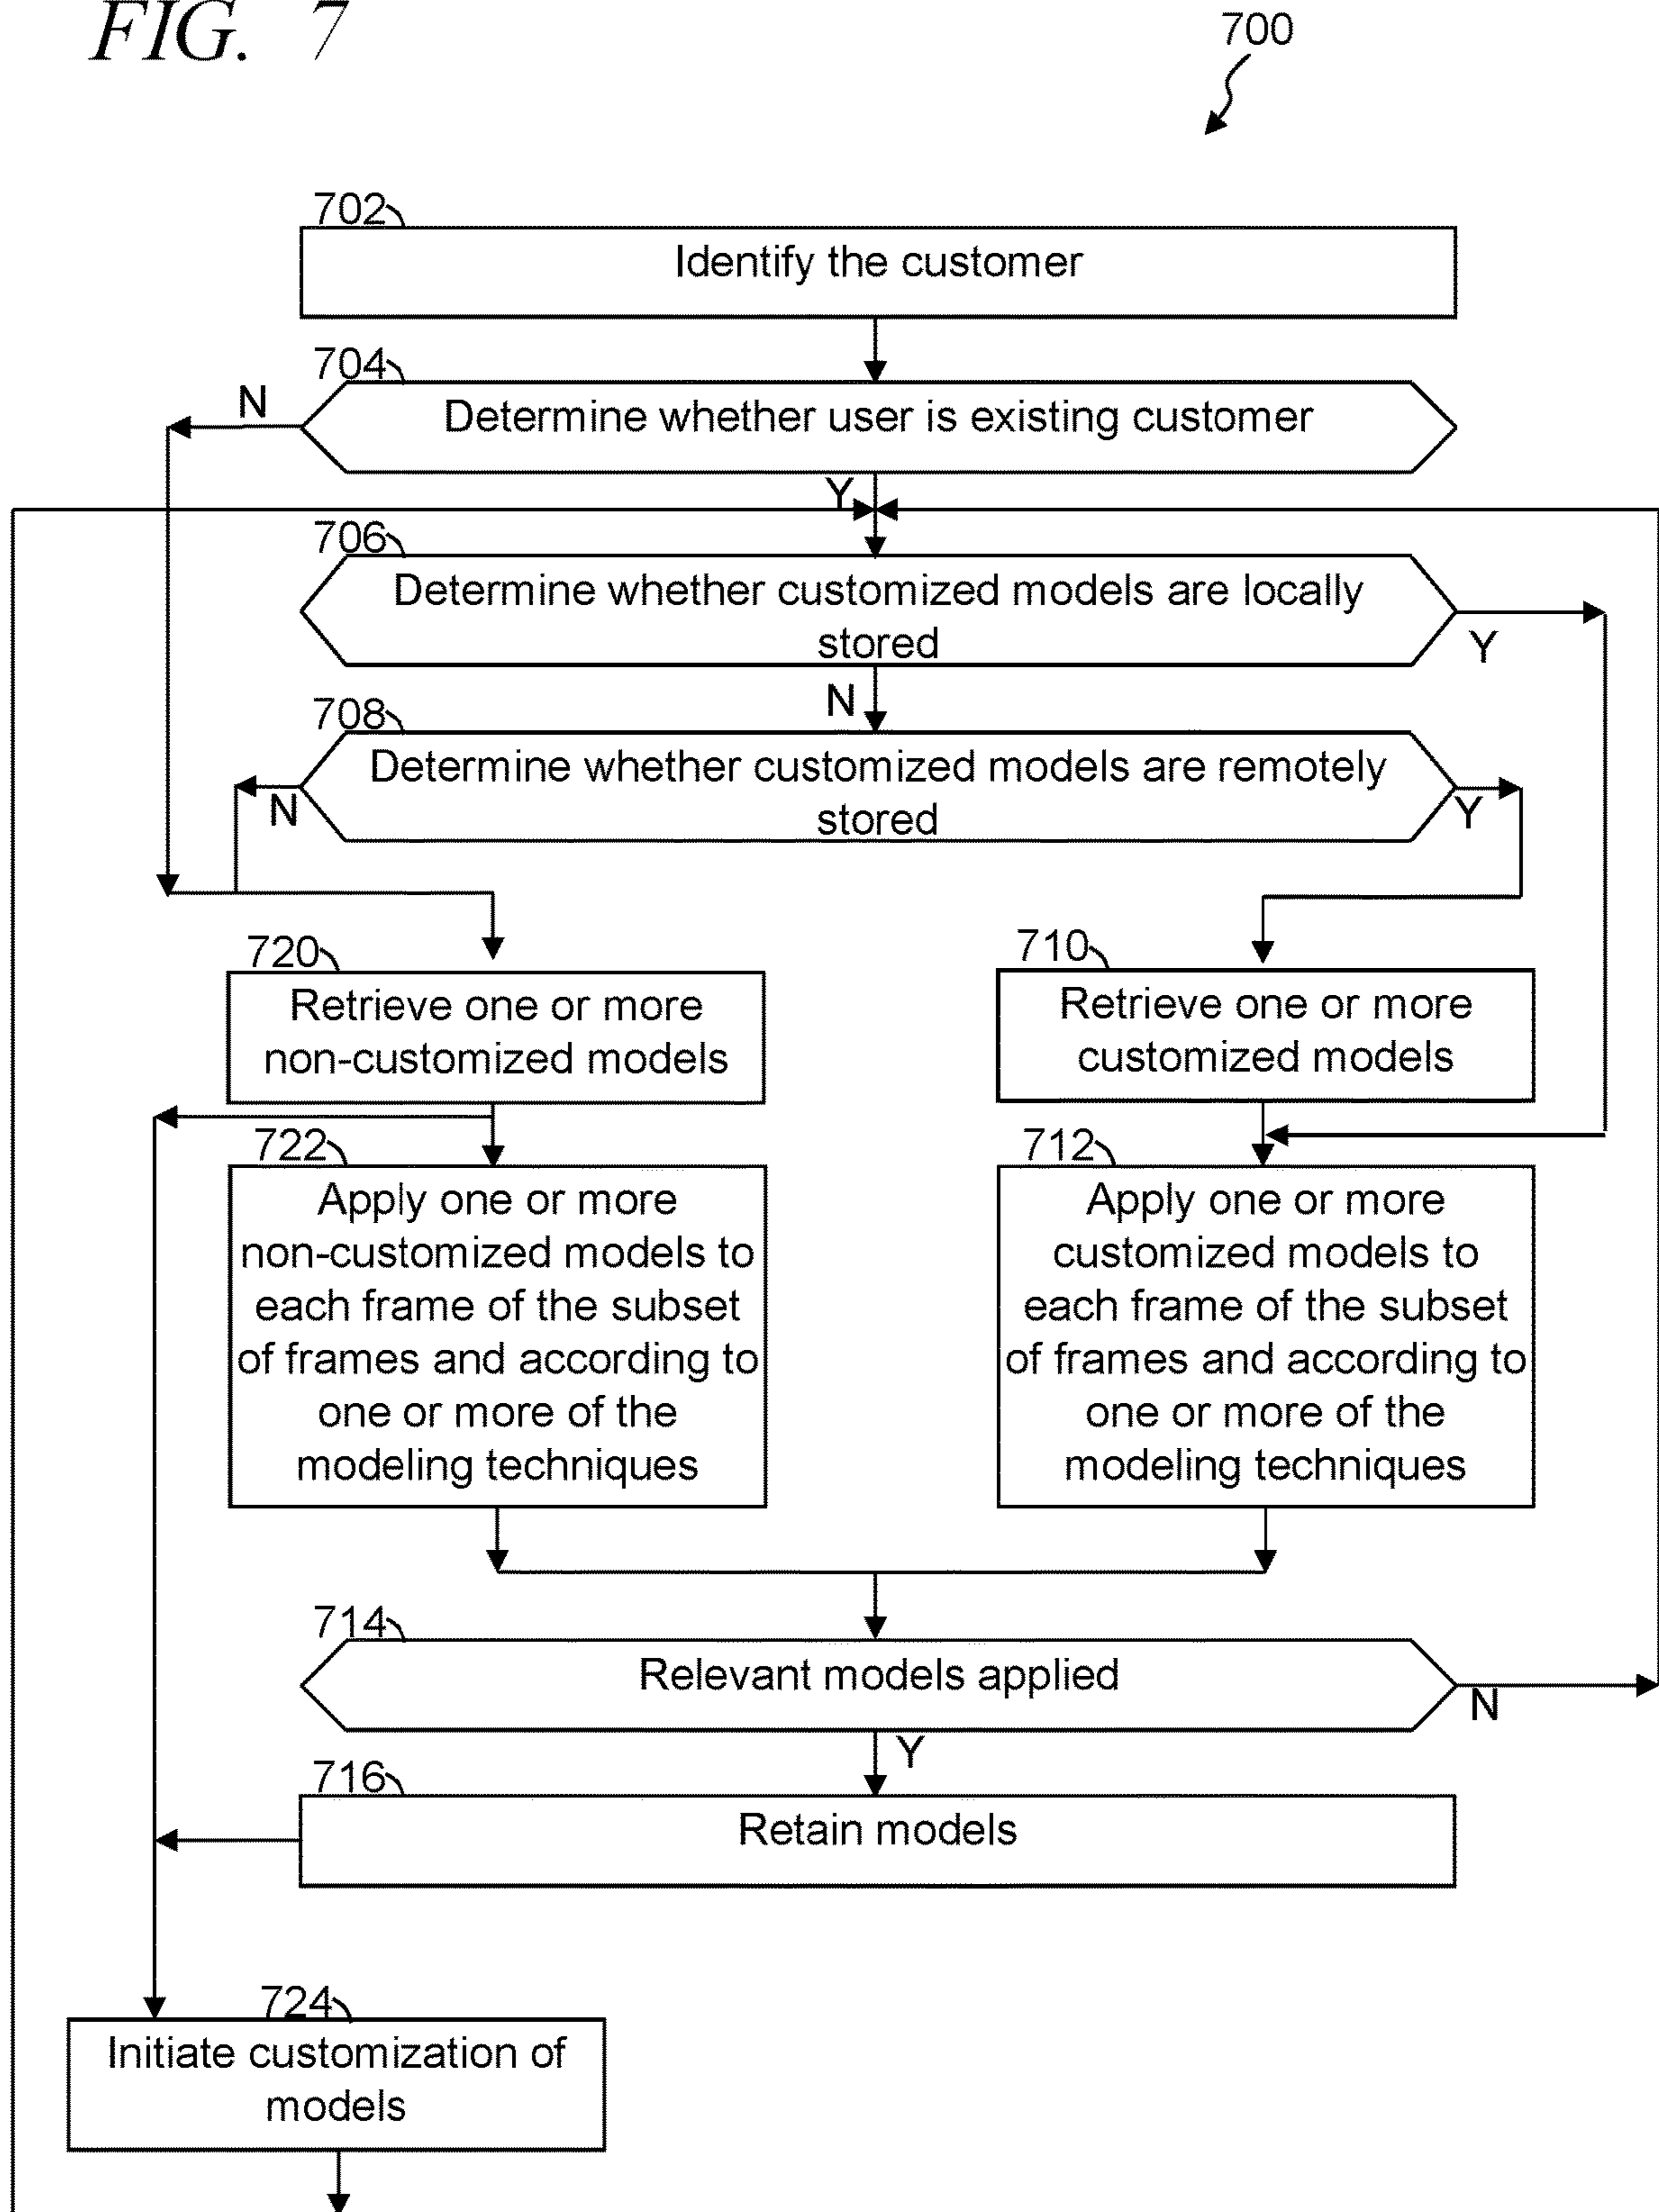 FIG. 7
700
702
Identify the customer
704
N
Determine whether user is existing customer
Y
706
Determine whether customized models are locally
stored
Y
N
708
Determine whether customized models are remotely
stored
N
Y
720
Retrieve one or more
non-customized models
710
Retrieve one or more
customized models
722
Apply one or more
non-customized models to
each frame of the subset
of frames and according to
one or more of the
modeling techniques
712
Apply one or more
customized models to
each frame of the subset
of frames and according to
one or more of the
modeling techniques
714
Relevant models applied
N
Y
716
Retain models
724
Initiate customization of
models